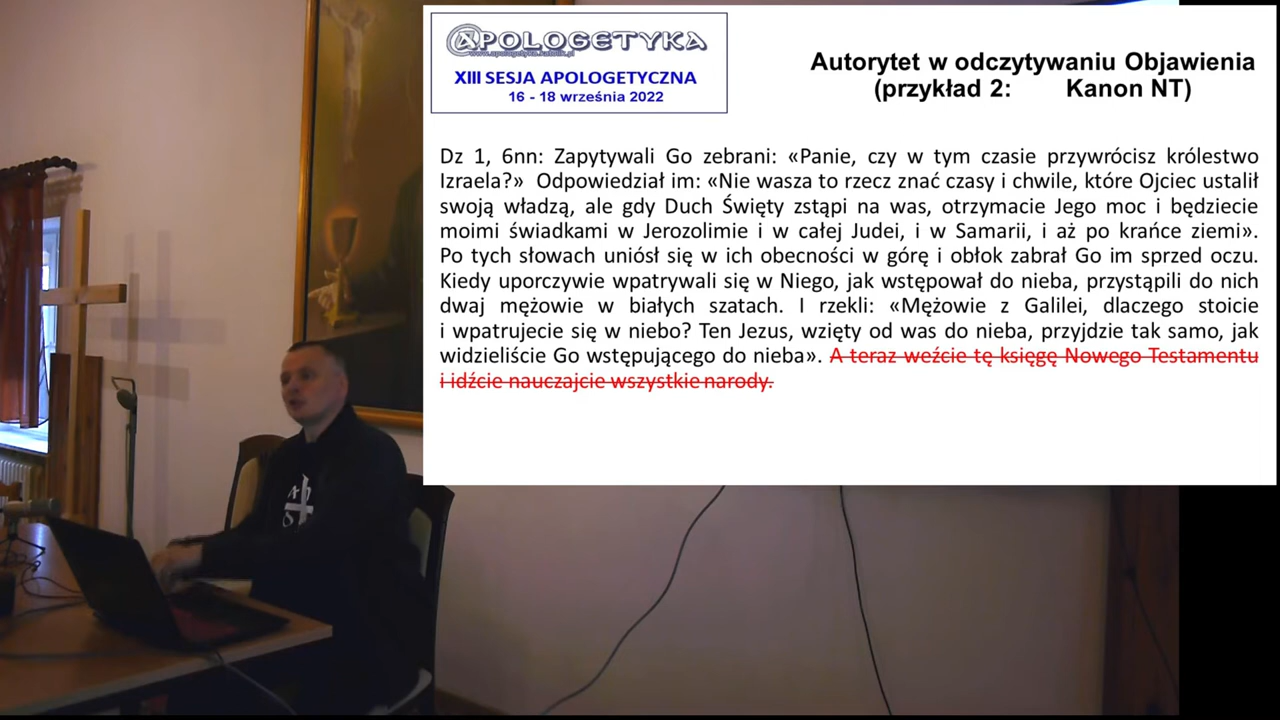 @POLOGETYKA
www.apologetyka.katolik.pl
XIII SESJA APOLOGETYCZNA
16 - 18 września 2022
Autorytet w odczytywaniu Objawienia
(przykład 2: Kanon NT)
Dz 1, 6nn: Zapytywali Go zebrani: «Panie, czy w tym czasie przywrócisz królestwo
Izraela?» Odpowiedział im: «Nie wasza to rzecz znać czasy i chwile, które Ojciec ustalił
swoją władzą, ale gdy Duch Święty zstąpi na was, otrzymacie Jego moc i będziecie
moimi świadkami w Jerozolimie i w całej Judei, i w Samarii, i aż po krańce ziemi».
Po tych słowach uniósł się w ich obecności w górę i obłok zabrał Go im sprzed oczu.
Kiedy uporczywie wpatrywali się w Niego, jak wstępował do nieba, przystąpili do nich
dwaj mężowie w białych szatach. I rzekli: «Mężowie z Galilei, dlaczego stoicie
i wpatrujecie się w niebo? Ten Jezus, wzięty od was do nieba, przyjdzie tak samo, jak
widzieliście Go wstępującego do nieba». A teraz weźcie tę księgę Nowego Testamentu
i idźcie nauczajcie wszystkie narody.